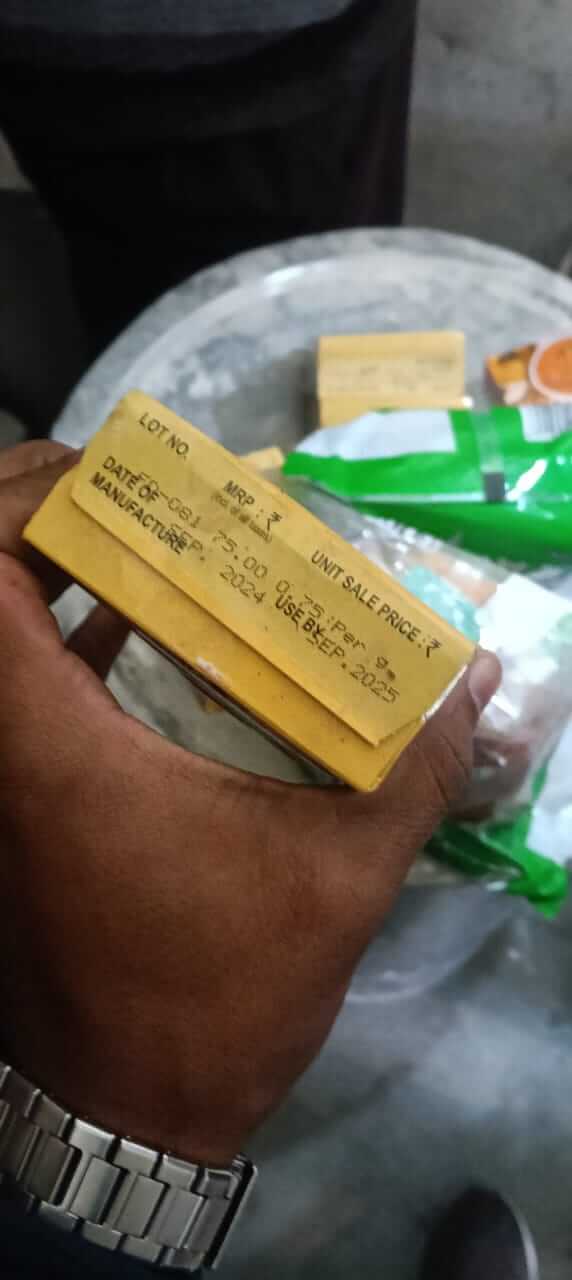 LOT NO.
MRP : ₹
(Incl. of all taxes)
UNIT SALE PRICE : ₹
081 75.00 0.75 Per g.
DATE OF
MANUFACTURE
SEP. 2024
USE BY
SEP. 2025